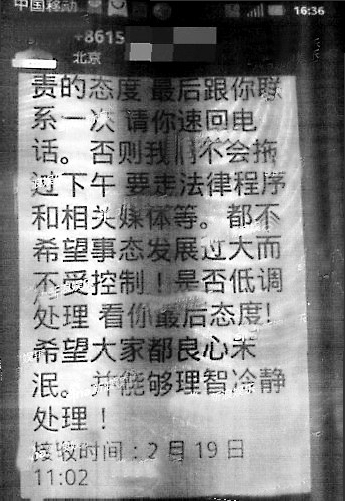 中国移动 16:36
+8615
北京
责的态度 最后跟你联
系一次 请你速回电
话。否则我们不会拖
过下午 要走法律程序
和相关媒体等。都不
希望事态发展过大而
不受控制！是否低调
处理 看你最后态度!
希望大家都良心未
泯。并能够理智冷静
处理！
接收时间：2月19日
11:02